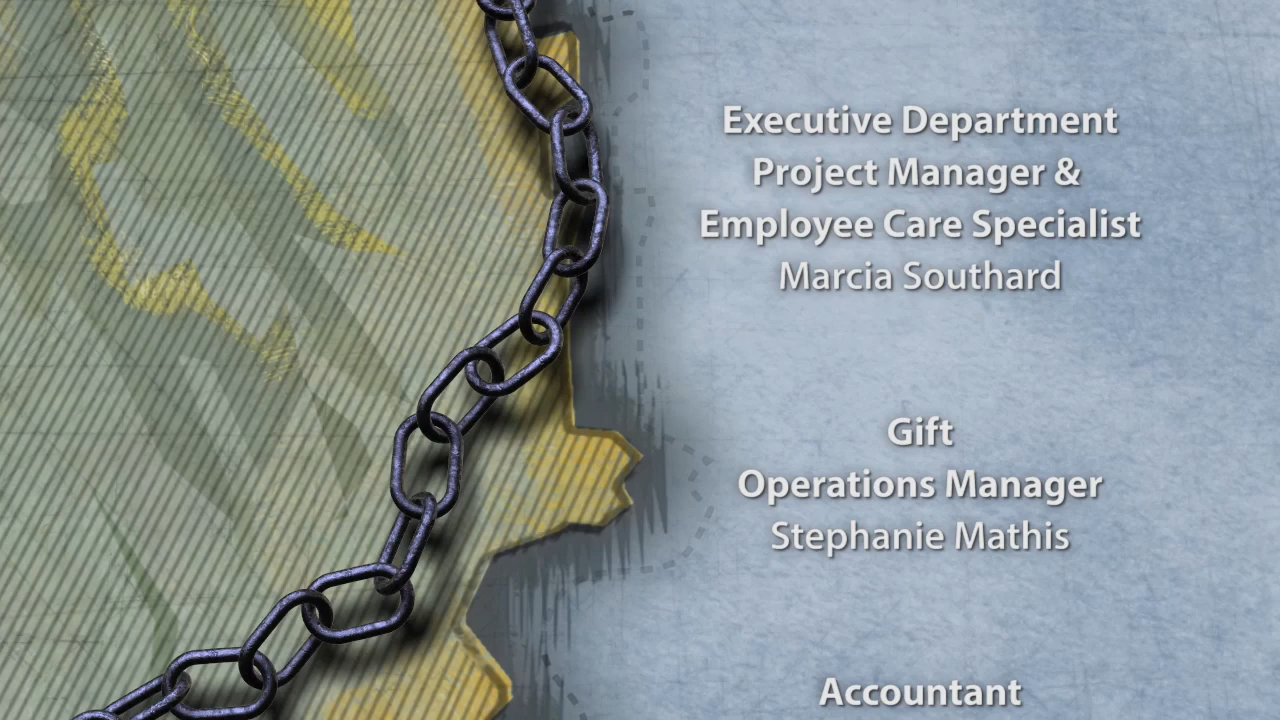 Executive Department
Project Manager &
Employee Care Specialist
Marcia Southard
Gift
Operations Manager
Stephanie Mathis
Accountant